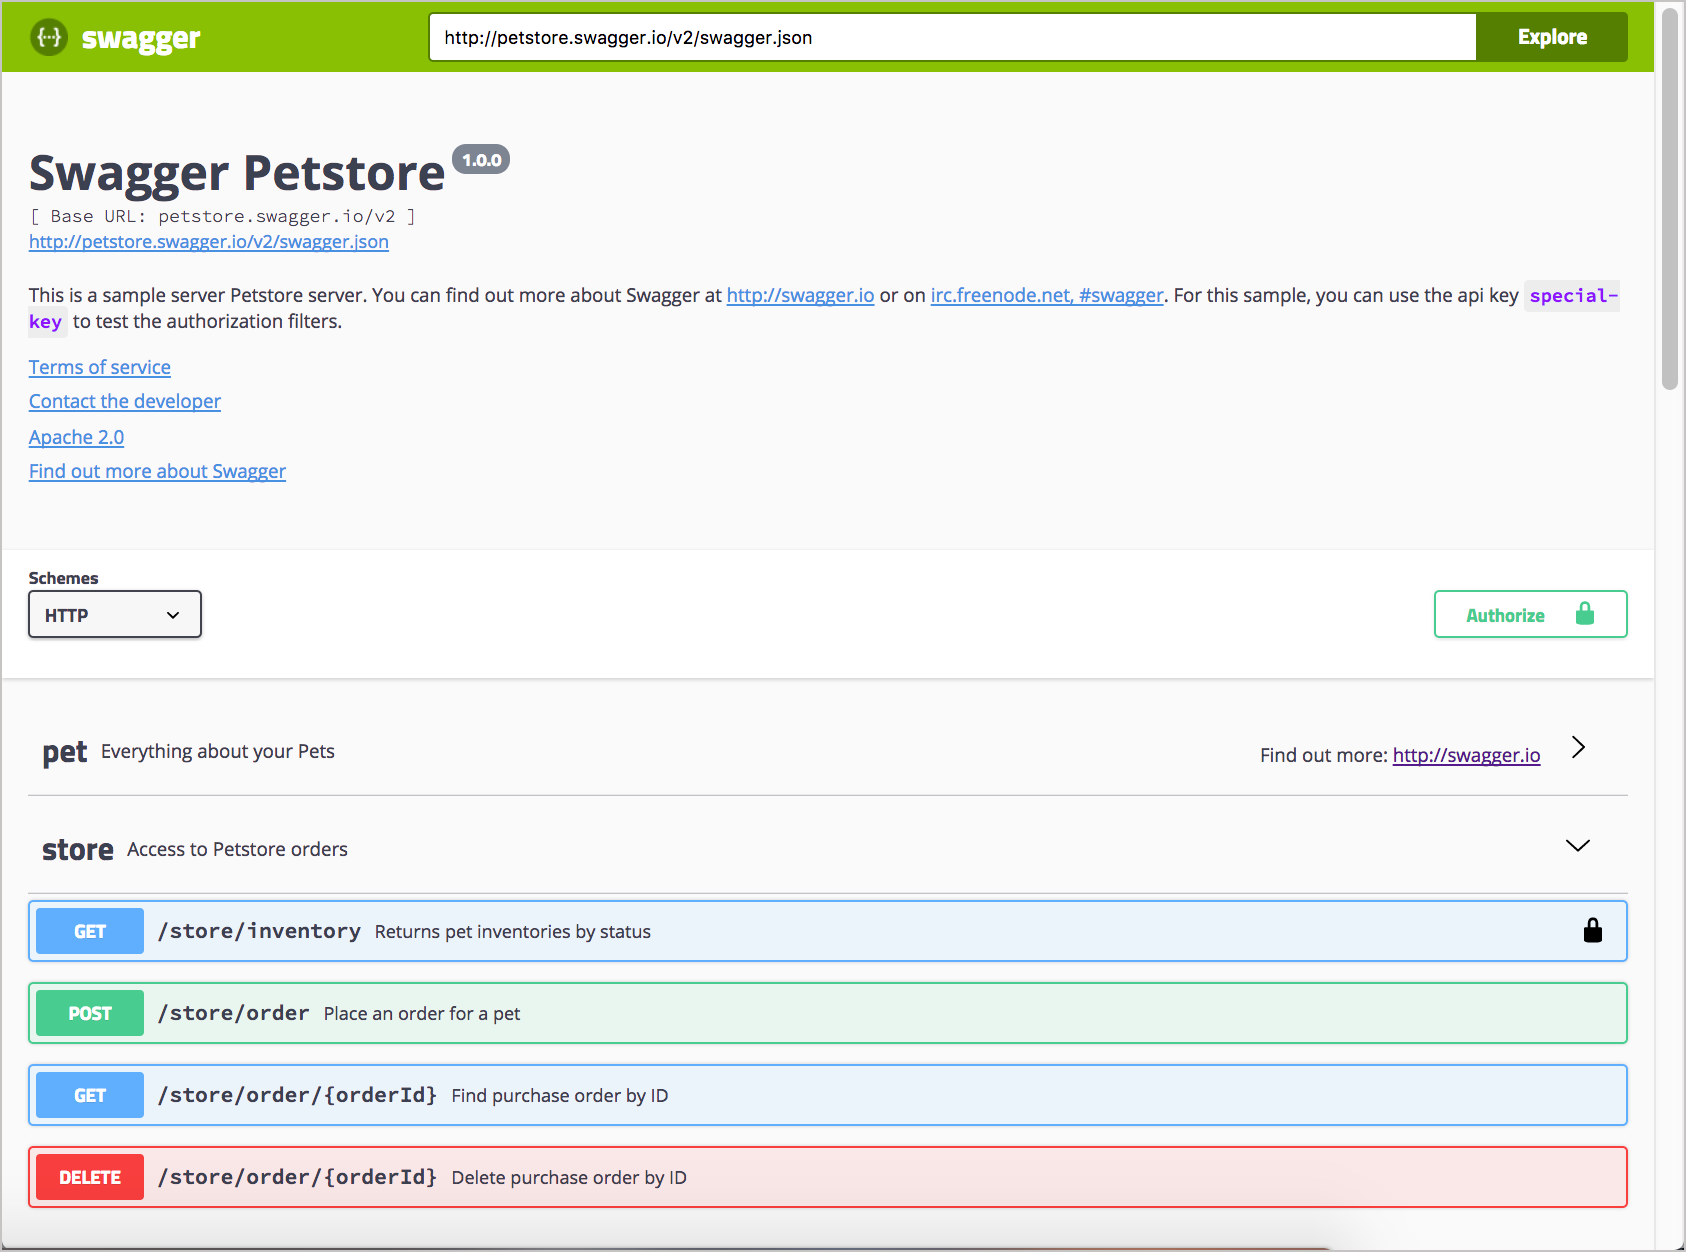 {···} swagger http://petstore.swagger.io/v2/swagger.json Explore
Swagger Petstore 1.0.0
[ Base URL: petstore.swagger.io/v2 ]
http://petstore.swagger.io/v2/swagger.json
This is a sample server Petstore server. You can find out more about Swagger at http://swagger.io or on irc.freenode.net, #swagger. For this sample, you can use the api key special-
key to test the authorization filters.
Terms of service
Contact the developer
Apache 2.0
Find out more about Swagger
Schemes
HTTP Authorize
pet Everything about your Pets Find out more: http://swagger.io
store Access to Petstore orders
GET /store/inventory Returns pet inventories by status
POST /store/order Place an order for a pet
GET /store/order/{orderId} Find purchase order by ID
DELETE /store/order/{orderId} Delete purchase order by ID